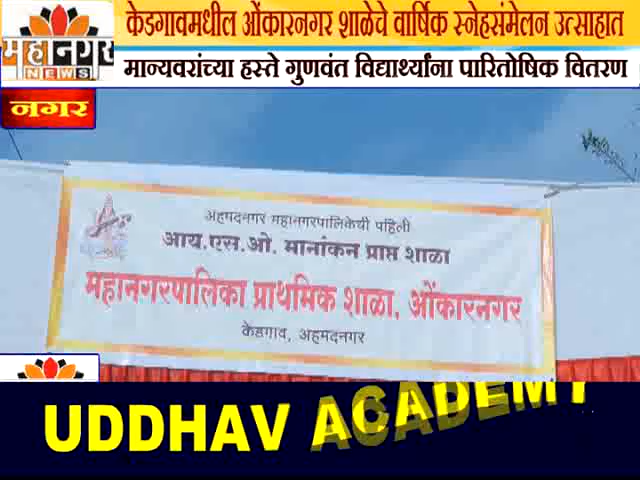 महानगर
NEWS
केडगावमधील ओंकारनगर शाळेचे वार्षिक स्नेहसंमेलन उत्साहात
मान्यवरांच्या हस्ते गुणवंत विद्यार्थ्यांना पारितोषिक वितरण
नगर
अहमदनगर महानगरपालिकेची पहिली
आय.एस.ओ. मानांकन प्राप्त शाळा
महानगरपालिका प्राथमिक शाळा, ओंकारनगर
केडगाव, अहमदनगर
UDDHAV ACADEMY